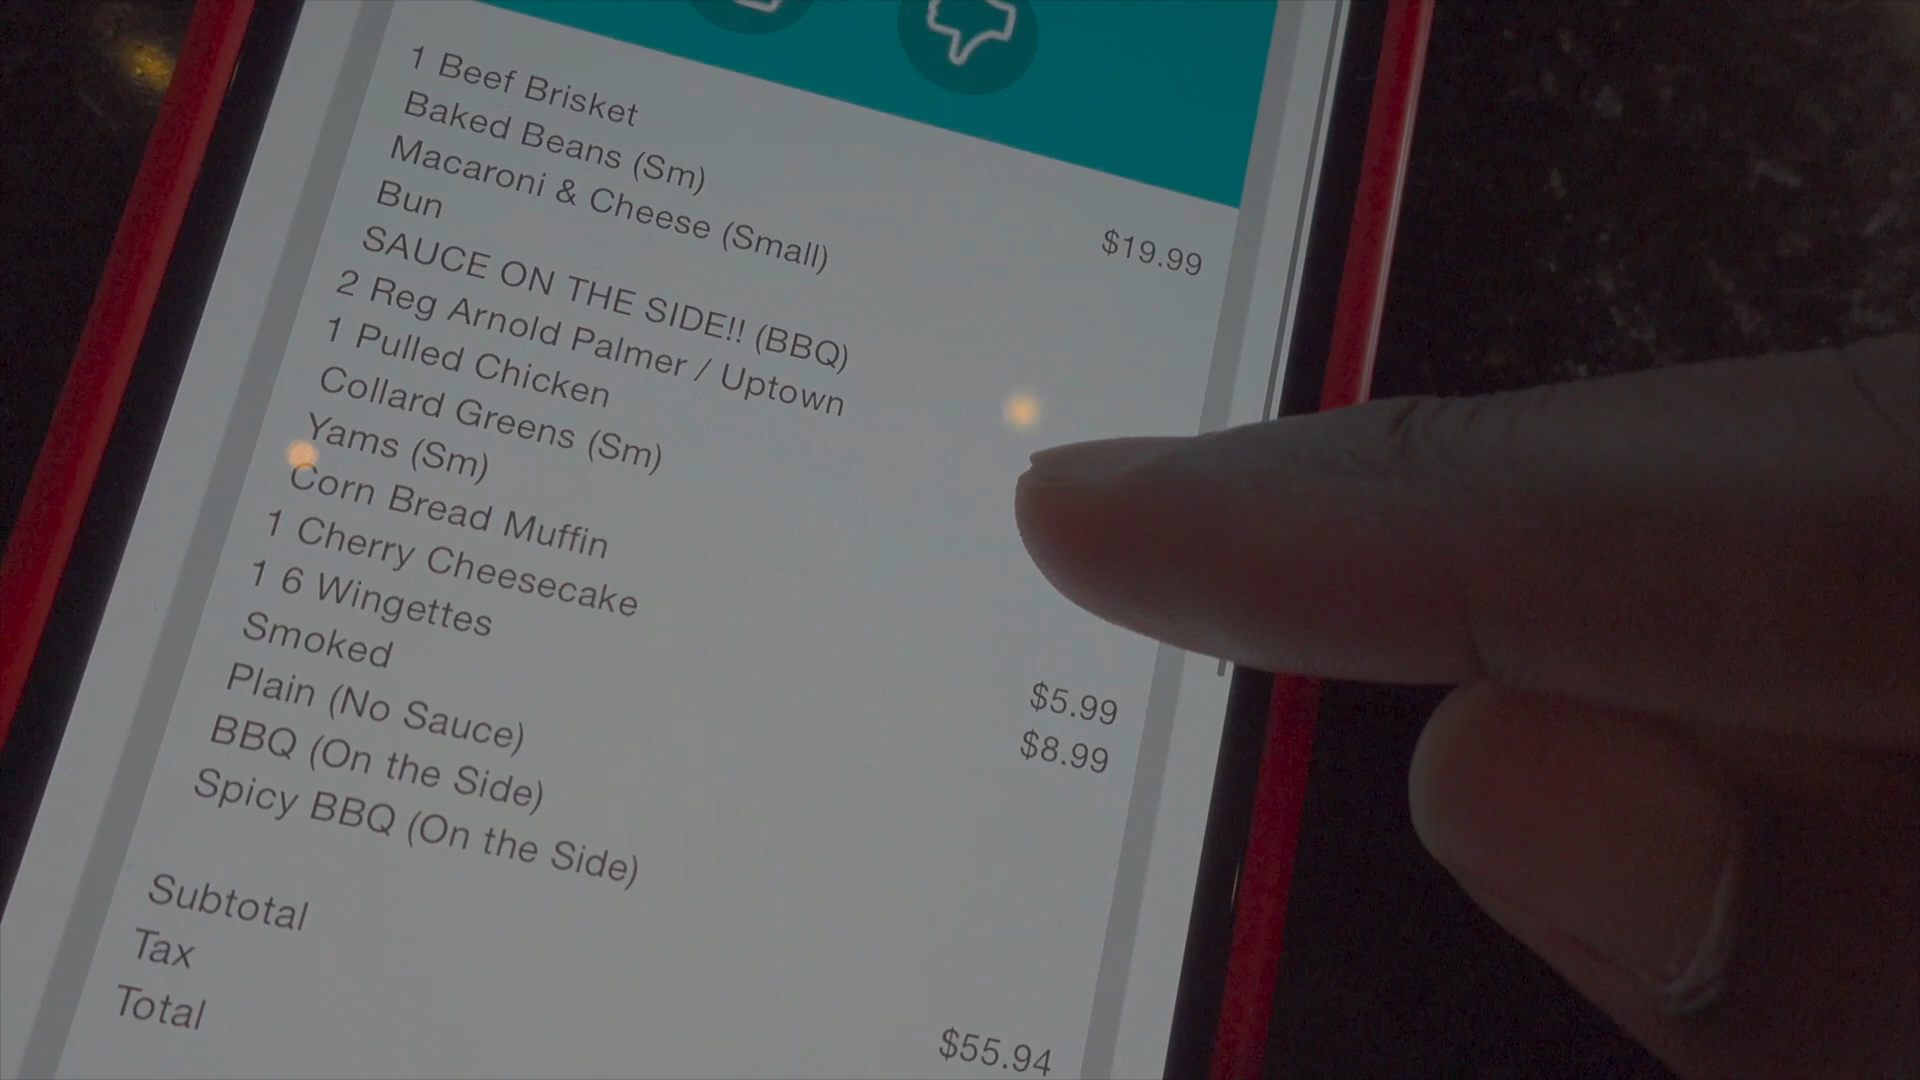 1 Beef Brisket $19.99
Baked Beans (Sm)
Macaroni & Cheese (Small)
Bun
SAUCE ON THE SIDE!! (BBQ)
2 Reg Arnold Palmer / Uptown
1 Pulled Chicken
Collard Greens (Sm)
Yams (Sm)
Corn Bread Muffin
1 Cherry Cheesecake $5.99
1 6 Wingettes $8.99
Smoked
Plain (No Sauce)
BBQ (On the Side)
Spicy BBQ (On the Side)
Subtotal $55.94
Tax
Total